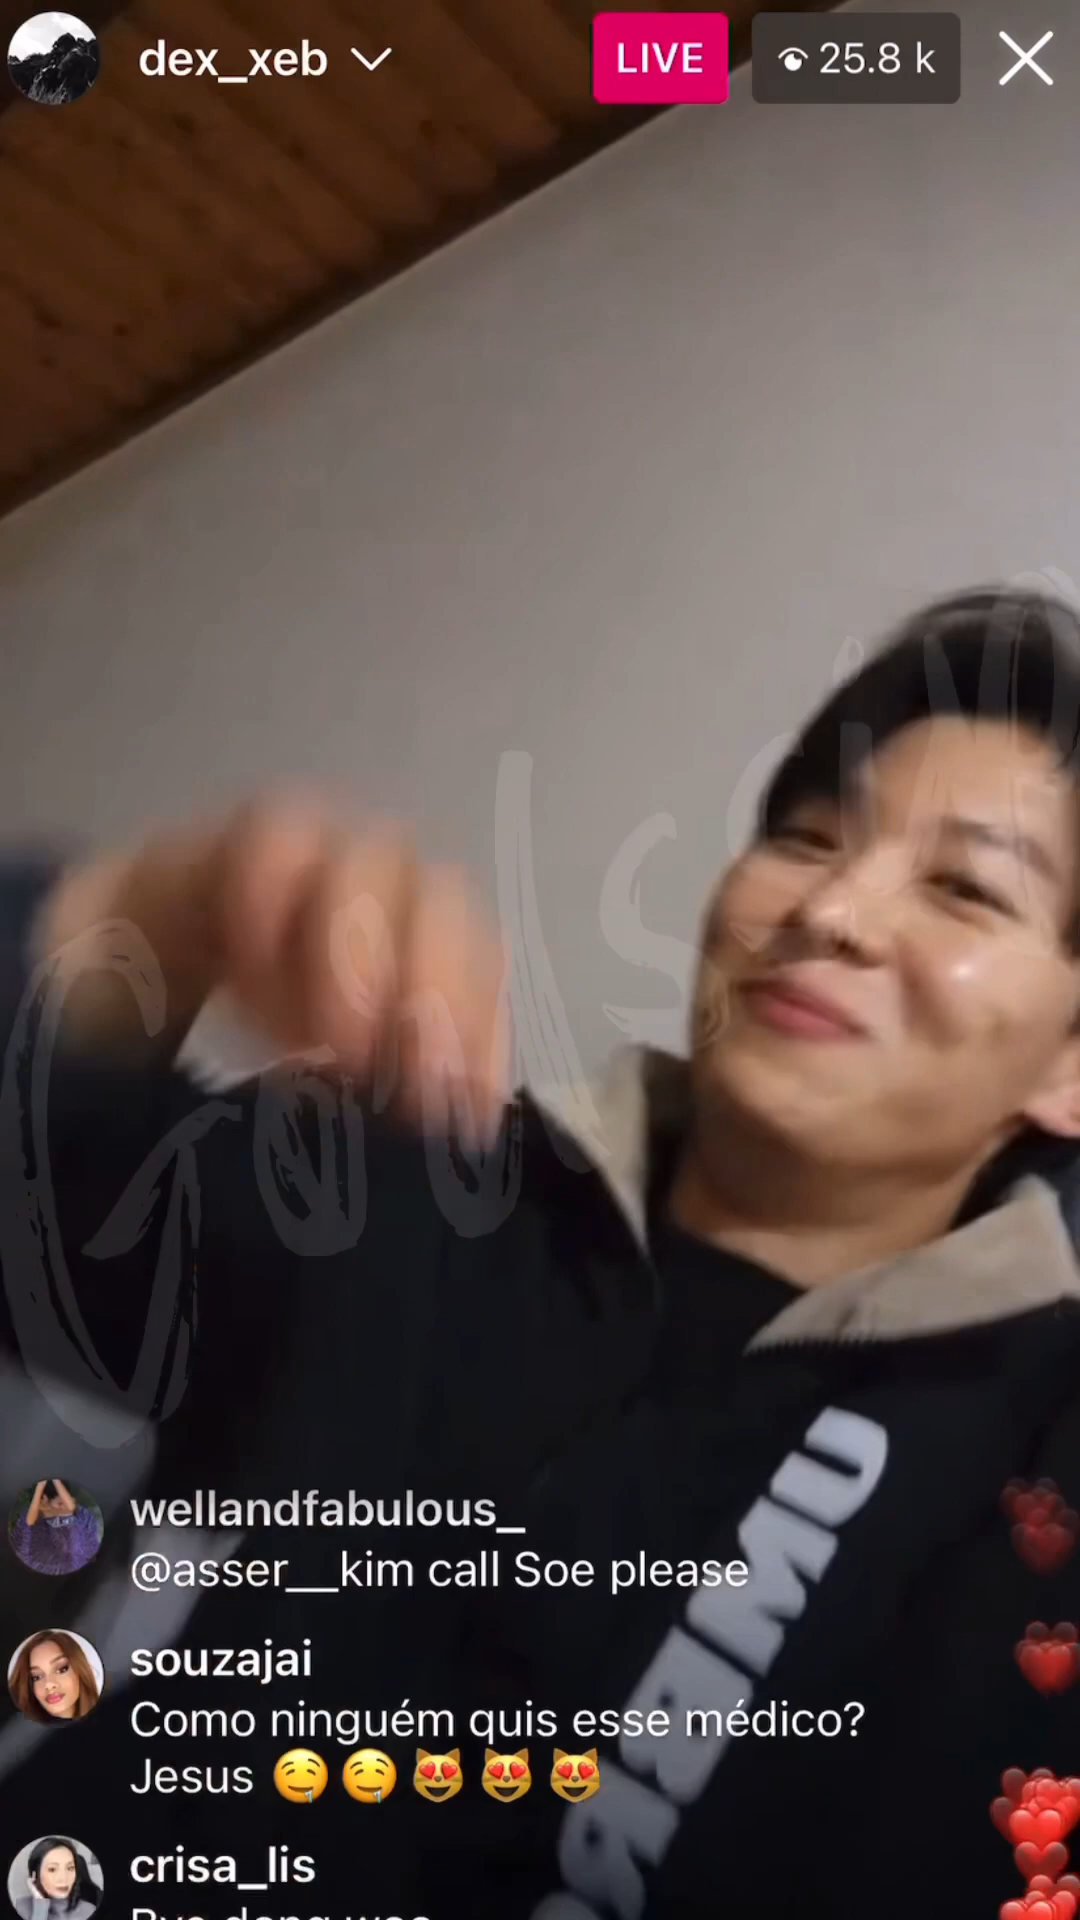 dex_xeb
LIVE
25.8 k
wellandfabulous_
@asser__kim call Soe please
souzajai
Como ninguém quis esse médico?
Jesus 🤤🤤😻😻😻
crisa_lis